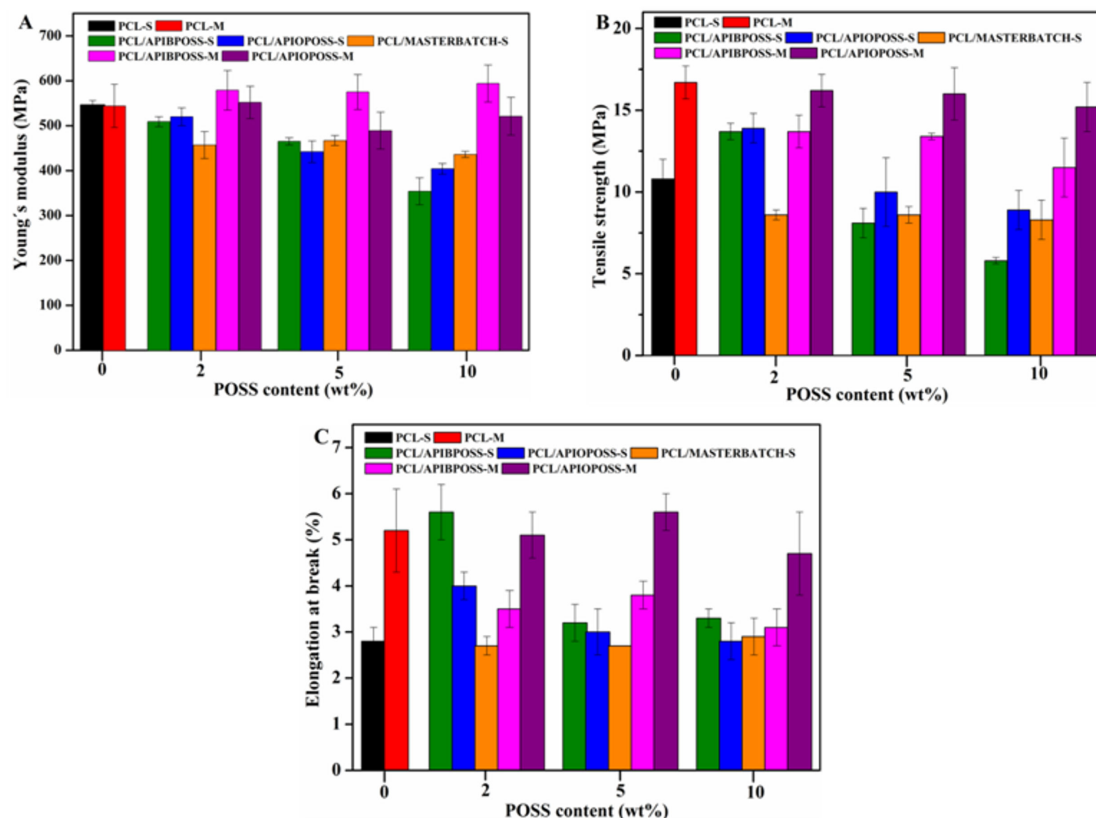 A
PCL-S PCL-M
PCL/APIBPOSS-S PCL/APIOPOSS-S PCL/MASTERBATCH-S
PCL/APIBPOSS-M PCL/APIOPOSS-M
700
600
500
400
300
200
100
0
Young´s modulus (MPa)
0 2 5 10
POSS content (wt%)
B
PCL-S PCL-M
PCL/APIBPOSS-S PCL/APIOPOSS-S PCL/MASTERBATCH-S
PCL/APIBPOSS-M PCL/APIOPOSS-M
20
15
10
5
0
Tensile strength (MPa)
0 2 5 10
POSS content (wt%)
C
PCL-S PCL-M
PCL/APIBPOSS-S PCL/APIOPOSS-S PCL/MASTERBATCH-S
PCL/APIBPOSS-M PCL/APIOPOSS-M
7
6
5
4
3
2
1
0
Elongation at break (%)
0 2 5 10
POSS content (wt%)